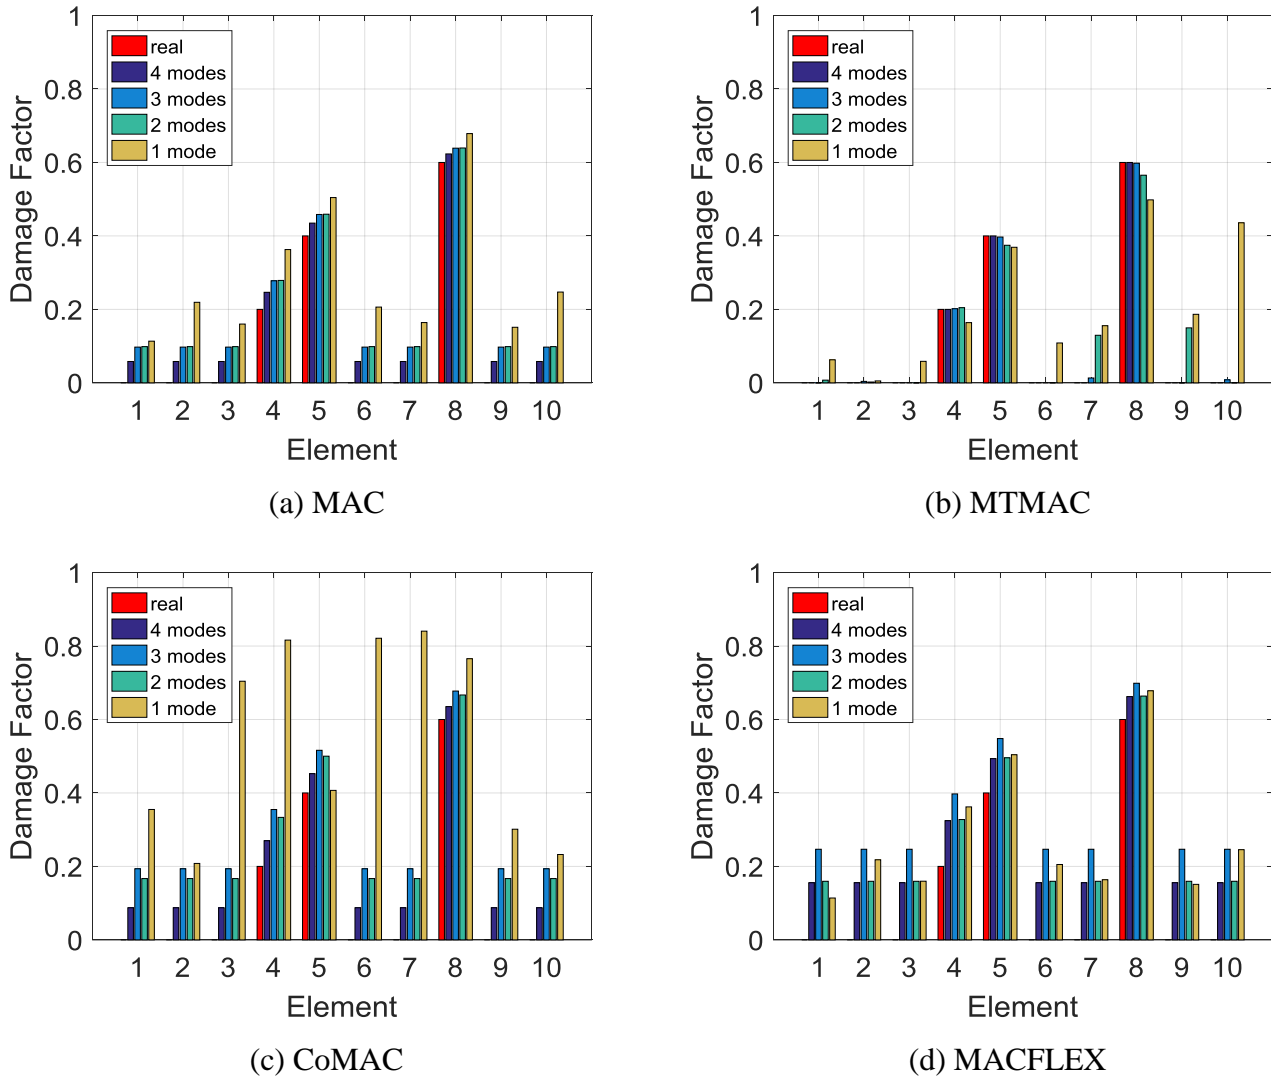 1
0.8
0.6
0.4
0.2
0
Damage Factor
real
4 modes
3 modes
2 modes
1 mode
1 2 3 4 5 6 7 8 9 10
Element
(a) MAC
1
0.8
0.6
0.4
0.2
0
Damage Factor
real
4 modes
3 modes
2 modes
1 mode
1 2 3 4 5 6 7 8 9 10
Element
(b) MTMAC
1
0.8
0.6
0.4
0.2
0
Damage Factor
real
4 modes
3 modes
2 modes
1 mode
1 2 3 4 5 6 7 8 9 10
Element
(c) CoMAC
1
0.8
0.6
0.4
0.2
0
Damage Factor
real
4 modes
3 modes
2 modes
1 mode
1 2 3 4 5 6 7 8 9 10
Element
(d) MACFLEX